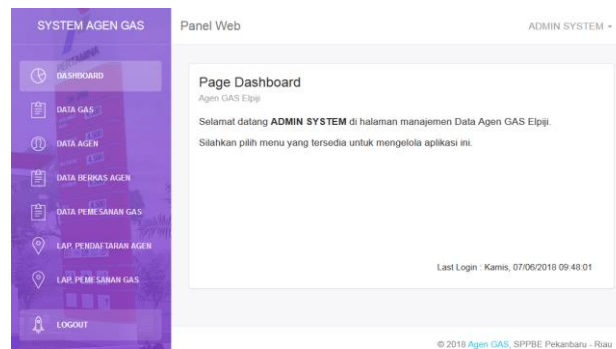 SYSTEM AGEN GAS
Panel Web
ADMIN SYSTEM
DASHBOARD
DATA GAS
DATA AGEN
DATA BERKAS AGEN
DATA PEMESANAN GAS
LAP. PENDAFTARAN AGEN
LAP. PEMESANAN GAS
LOGOUT
Page Dashboard
Agen GAS Elpiji
Selamat datang ADMIN SYSTEM di halaman manajemen Data Agen GAS Elpiji.
Silahkan pilih menu yang tersedia untuk mengelola aplikasi ini.
Last Login : Kamis, 07/06/2018 09:48:01
© 2018 Agen GAS, SPPBE Pekanbaru - Riau